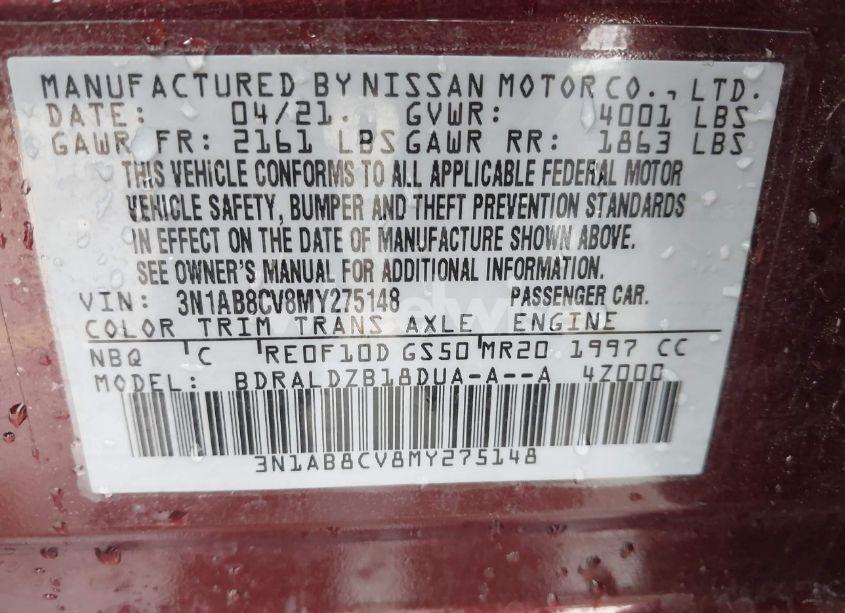 MANUFACTURED BY NISSAN MOTOR CO., LTD.
DATE: 04/21. GVWR: 4001 LBS
GAWR FR: 2161 LBS GAWR RR: 1863 LBS
THIS VEHICLE CONFORMS TO ALL APPLICABLE FEDERAL MOTOR
VEHICLE SAFETY, BUMPER AND THEFT PREVENTION STANDARDS
IN EFFECT ON THE DATE OF MANUFACTURE SHOWN ABOVE.
SEE OWNER'S MANUAL FOR ADDITIONAL INFORMATION.
VIN: 3N1AB8CV8MY275148 PASSENGER CAR.
COLOR TRIM TRANS AXLE ENGINE
NBQ C RE0F10D GS50 MR20 1997 CC
MODEL: BDRALDZB18DUA-A--A 4Z000
3N1AB8CV8MY275148